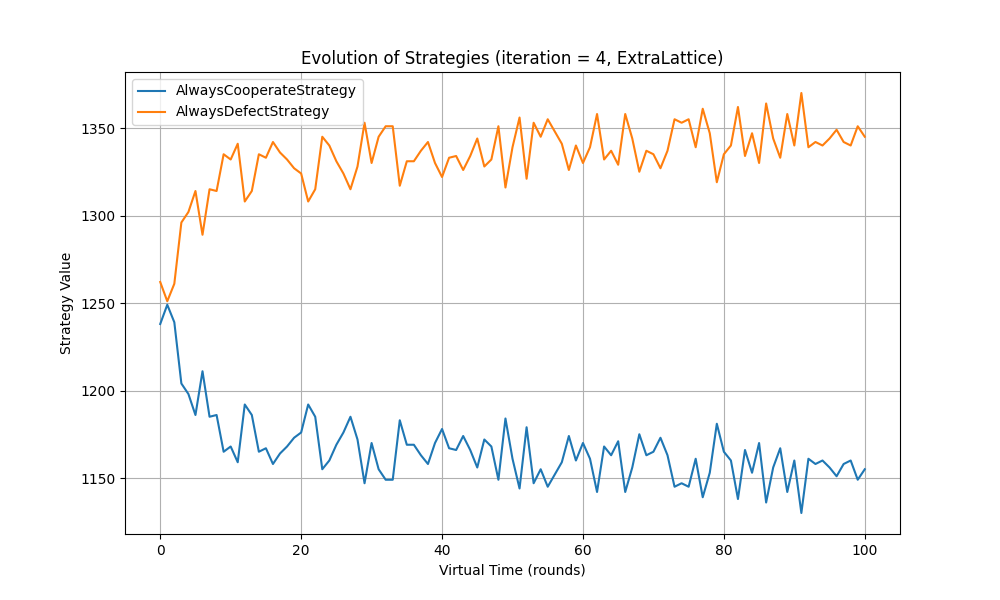 Evolution of Strategies (iteration = 4, ExtraLattice)
AlwaysCooperateStrategy
AlwaysDefectStrategy
Strategy Value
1350
1300
1250
1200
1150
0 20 40 60 80 100
Virtual Time (rounds)